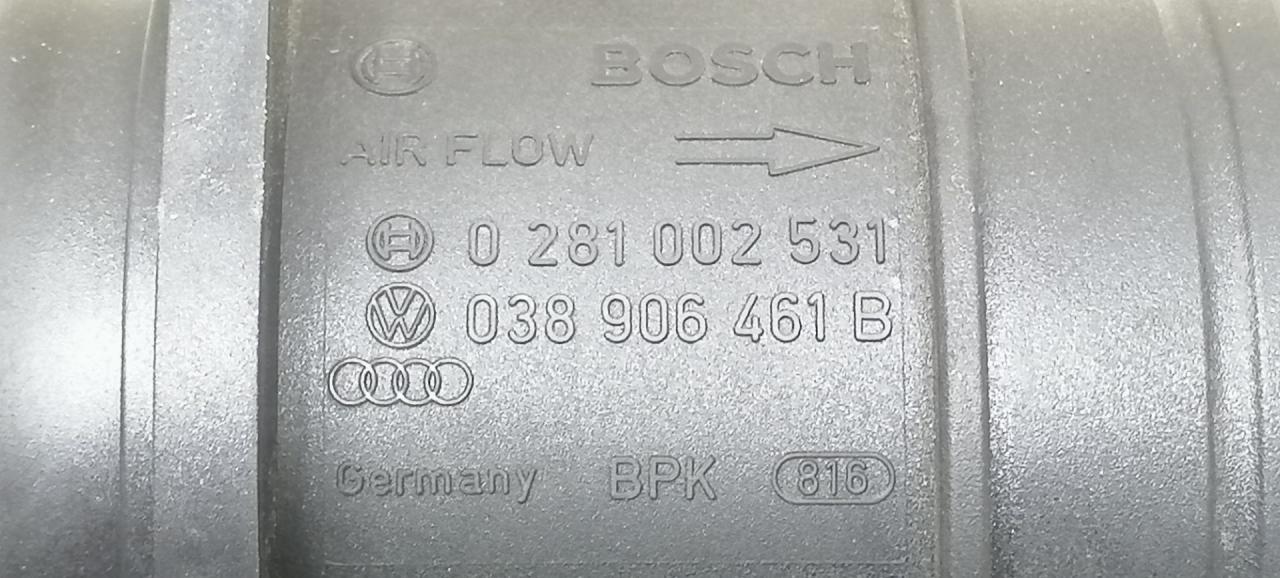 BOSCH
AIR FLOW
0 281 002 531
038 906 461 B
Germany BPK 816